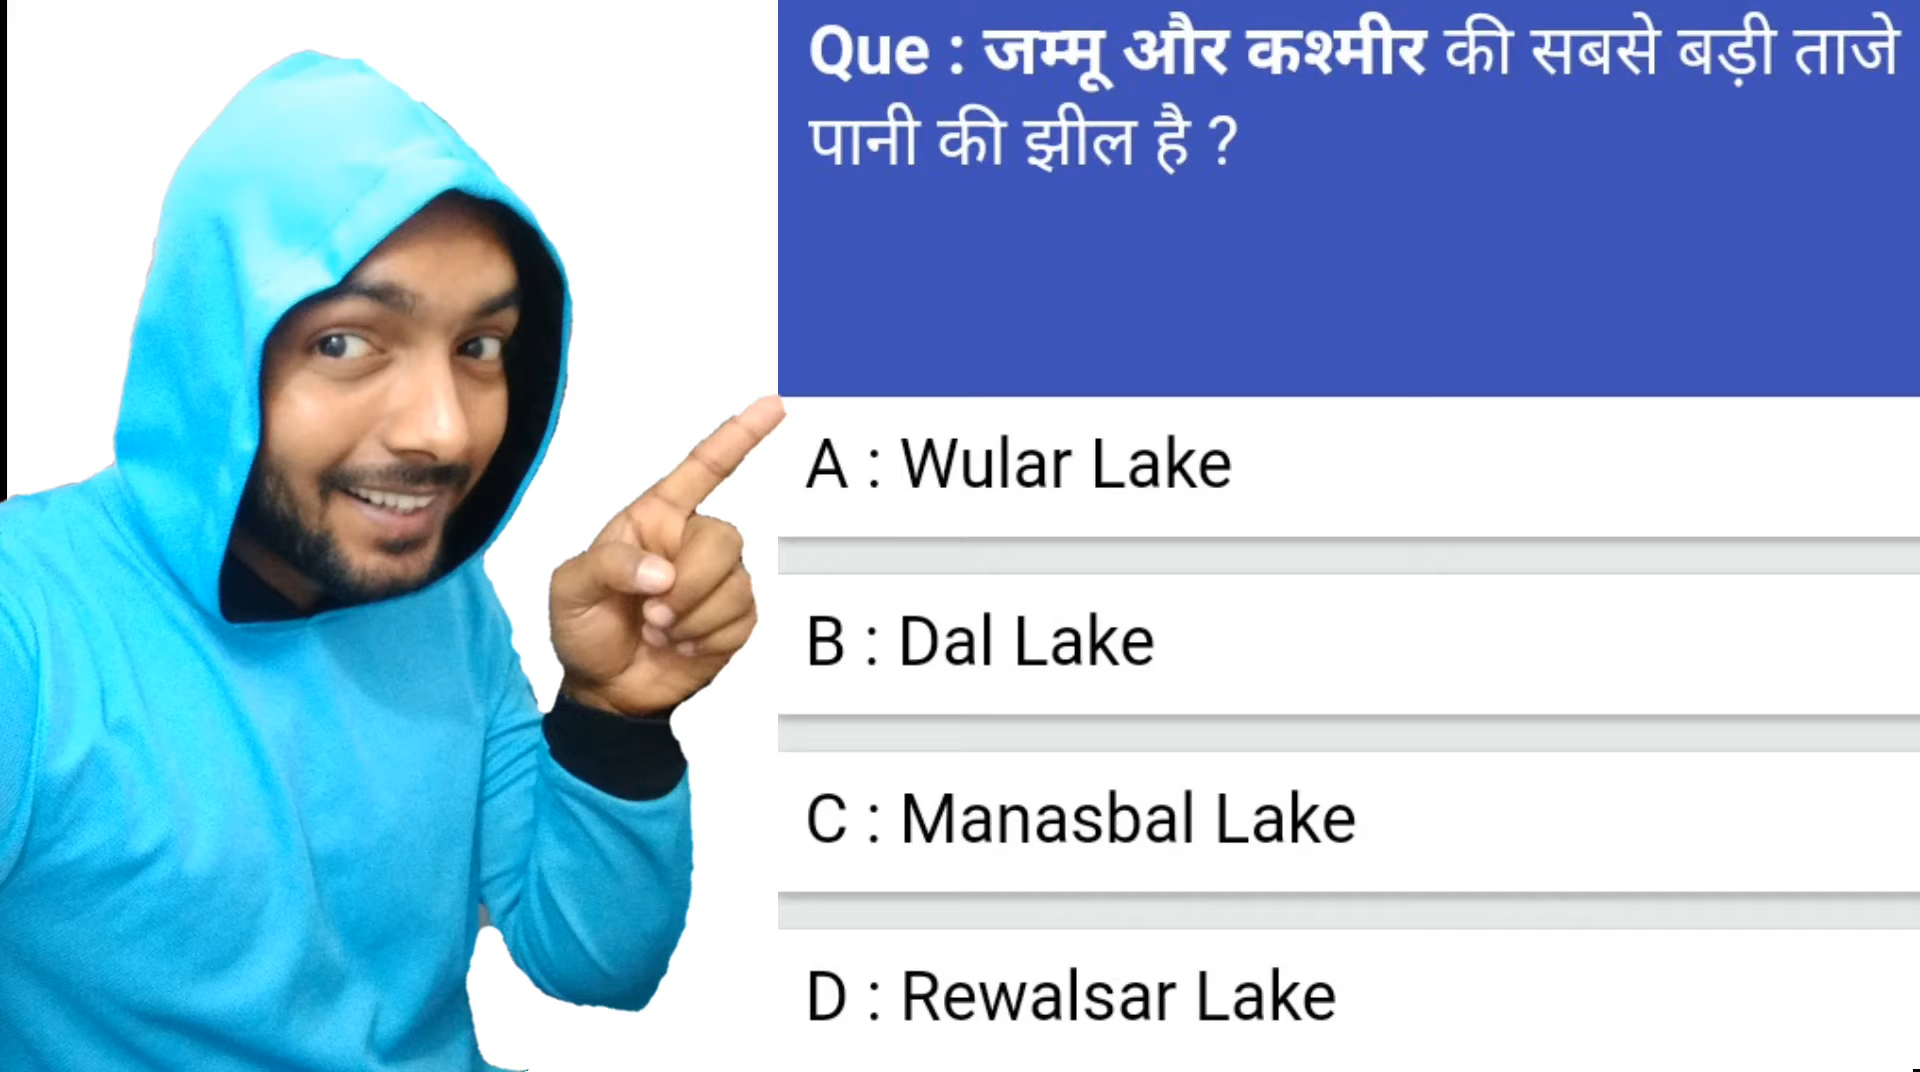 Que : जम्मू और कश्मीर की सबसे बड़ी ताजे
पानी की झील है ?
A : Wular Lake
B : Dal Lake
C : Manasbal Lake
D : Rewalsar Lake